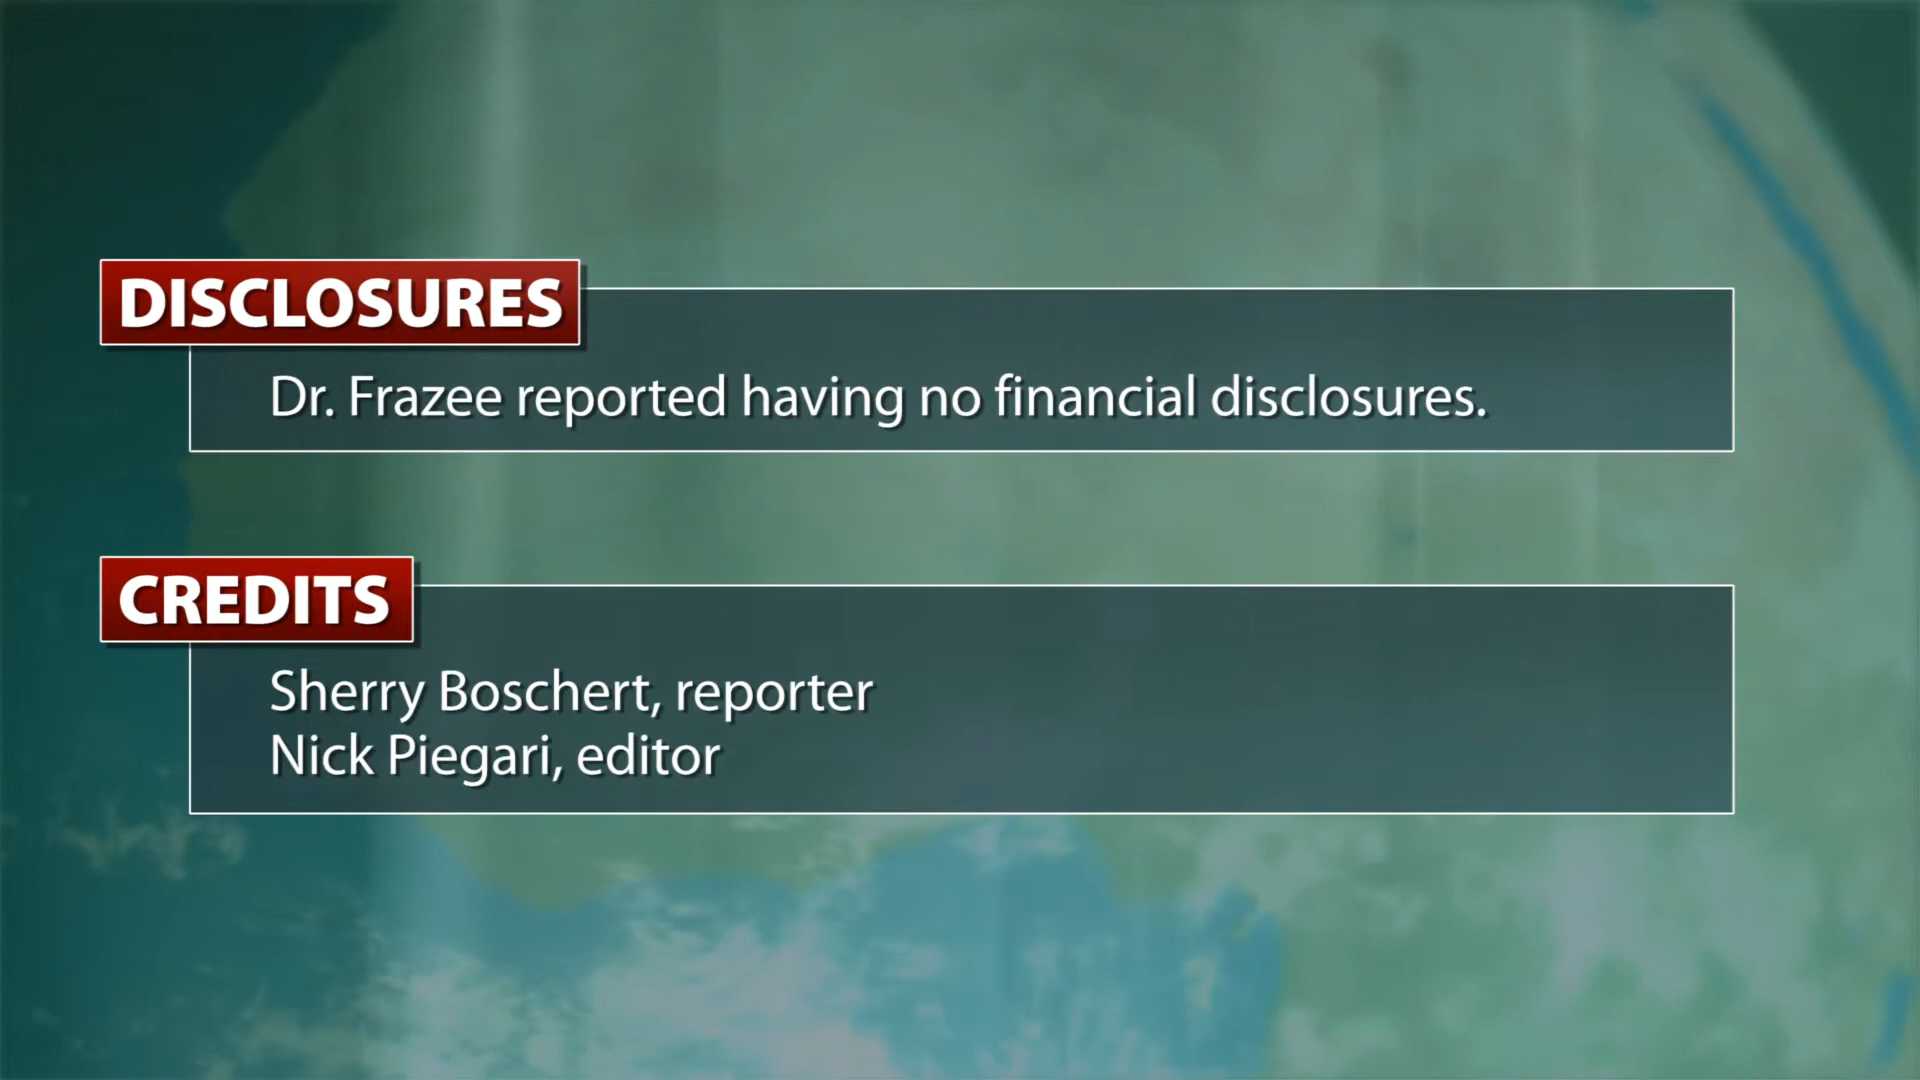 DISCLOSURES
Dr. Frazee reported having no financial disclosures.
CREDITS
Sherry Boschert, reporter
Nick Piegari, editor